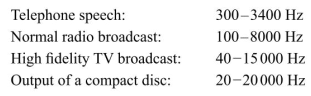 Telephone speech: 300–3400 Hz
Normal radio broadcast: 100–8000 Hz
High fidelity TV broadcast: 40–15 000 Hz
Output of a compact disc: 20–20 000 Hz